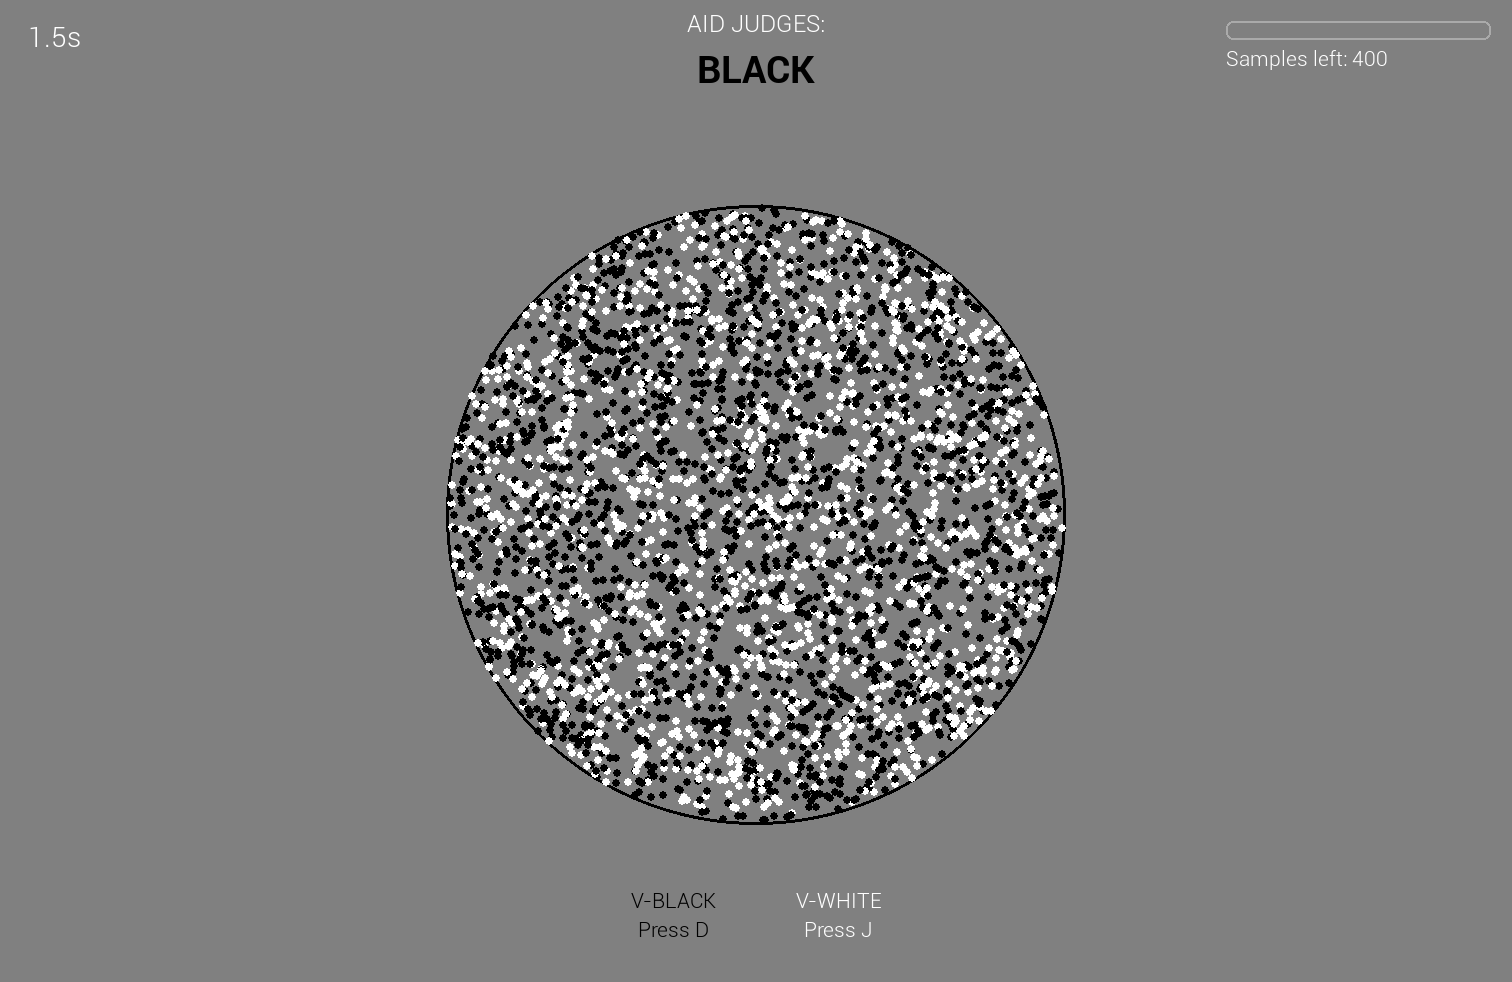 1.5s
AID JUDGES:
BLACK
Samples left: 400
V-BLACK
Press D
V-WHITE
Press J